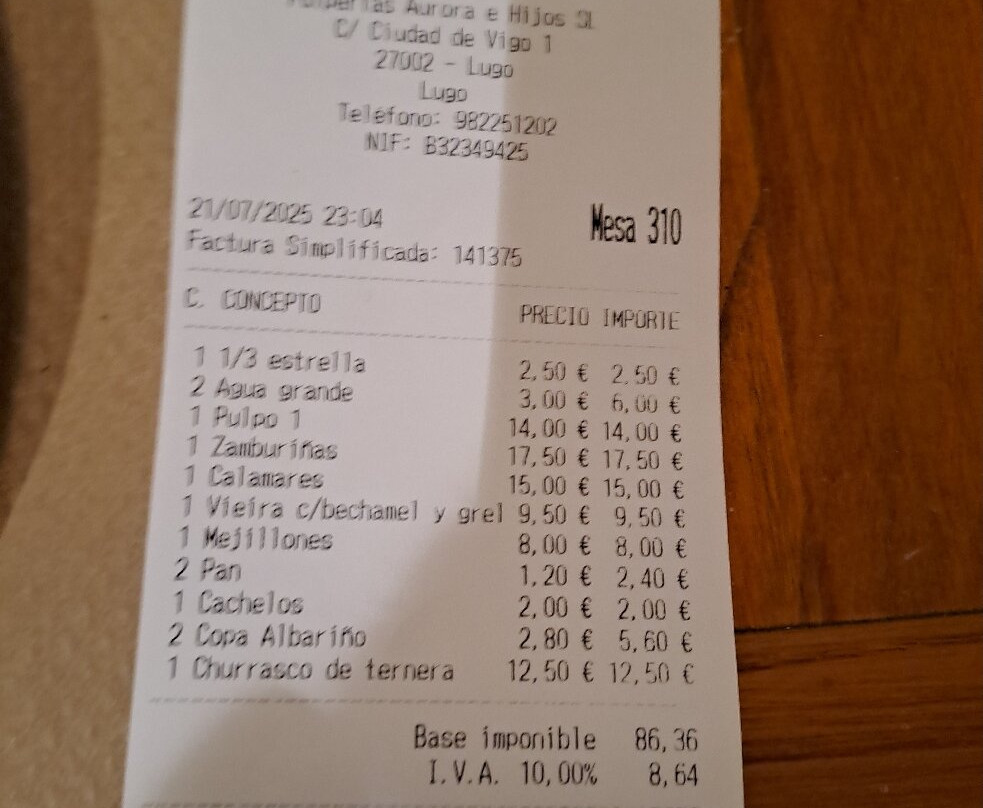 Aurora e Hijos SL
C/ Ciudad de Vigo 1
27002 - Lugo
Lugo
Teléfono: 982251202
NIF: B32349425
21/07/2025 23:04 Mesa 310
Factura Simplificada: 141375
C. CONCEPTO PRECIO IMPORTE
1 1/3 estrella 2,50 € 2,50 €
2 Agua grande 3,00 € 6,00 €
1 Pulpo 1 14,00 € 14,00 €
1 Zamburiñas 17,50 € 17,50 €
1 Calamares 15,00 € 15,00 €
1 Vieira c/bechamel y grel 9,50 € 9,50 €
1 Mejillones 8,00 € 8,00 €
2 Pan 1,20 € 2,40 €
1 Cachelos 2,00 € 2,00 €
2 Copa Albariño 2,80 € 5,60 €
1 Churrasco de ternera 12,50 € 12,50 €
Base imponible 86,36
I.V.A. 10,00% 8,64